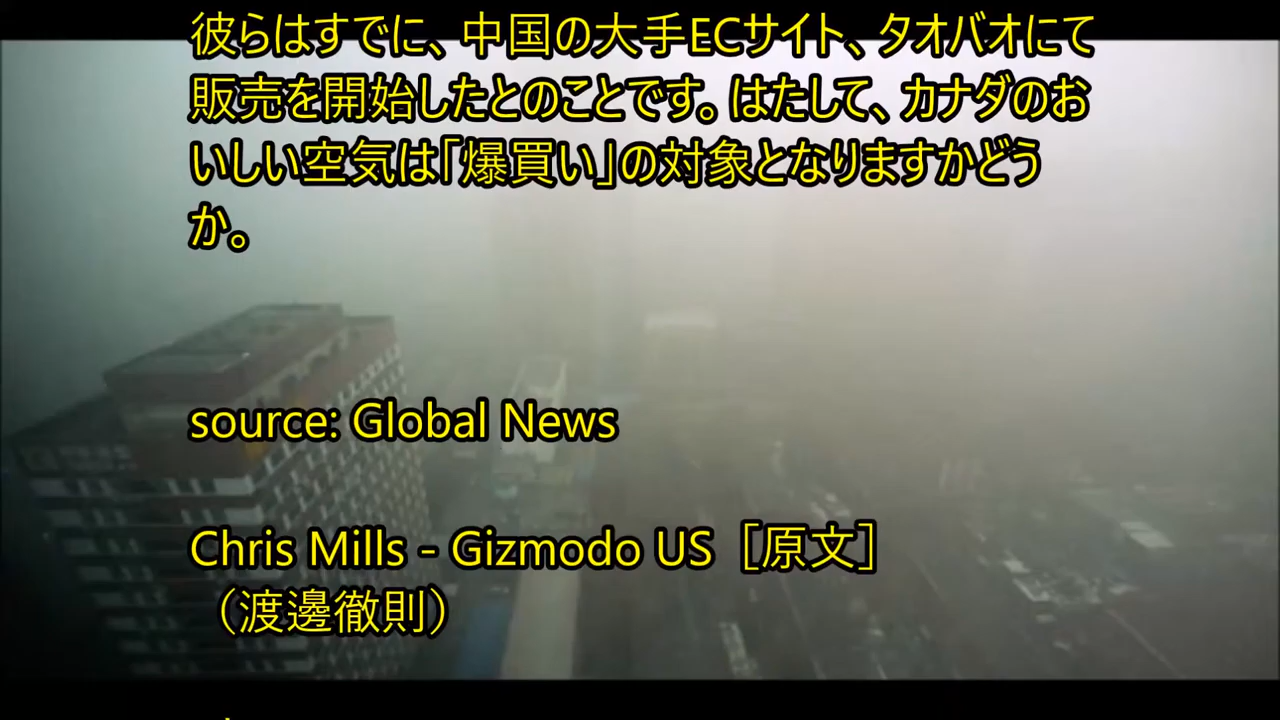 彼らはすでに、中国の大手ECサイト、タオバオにて
販売を開始したとのことです。はたして、カナダのお
いしい空気は「爆買い」の対象となりますかどう
か。
source: Global News
Chris Mills - Gizmodo US［原文］
（渡邊徹則）